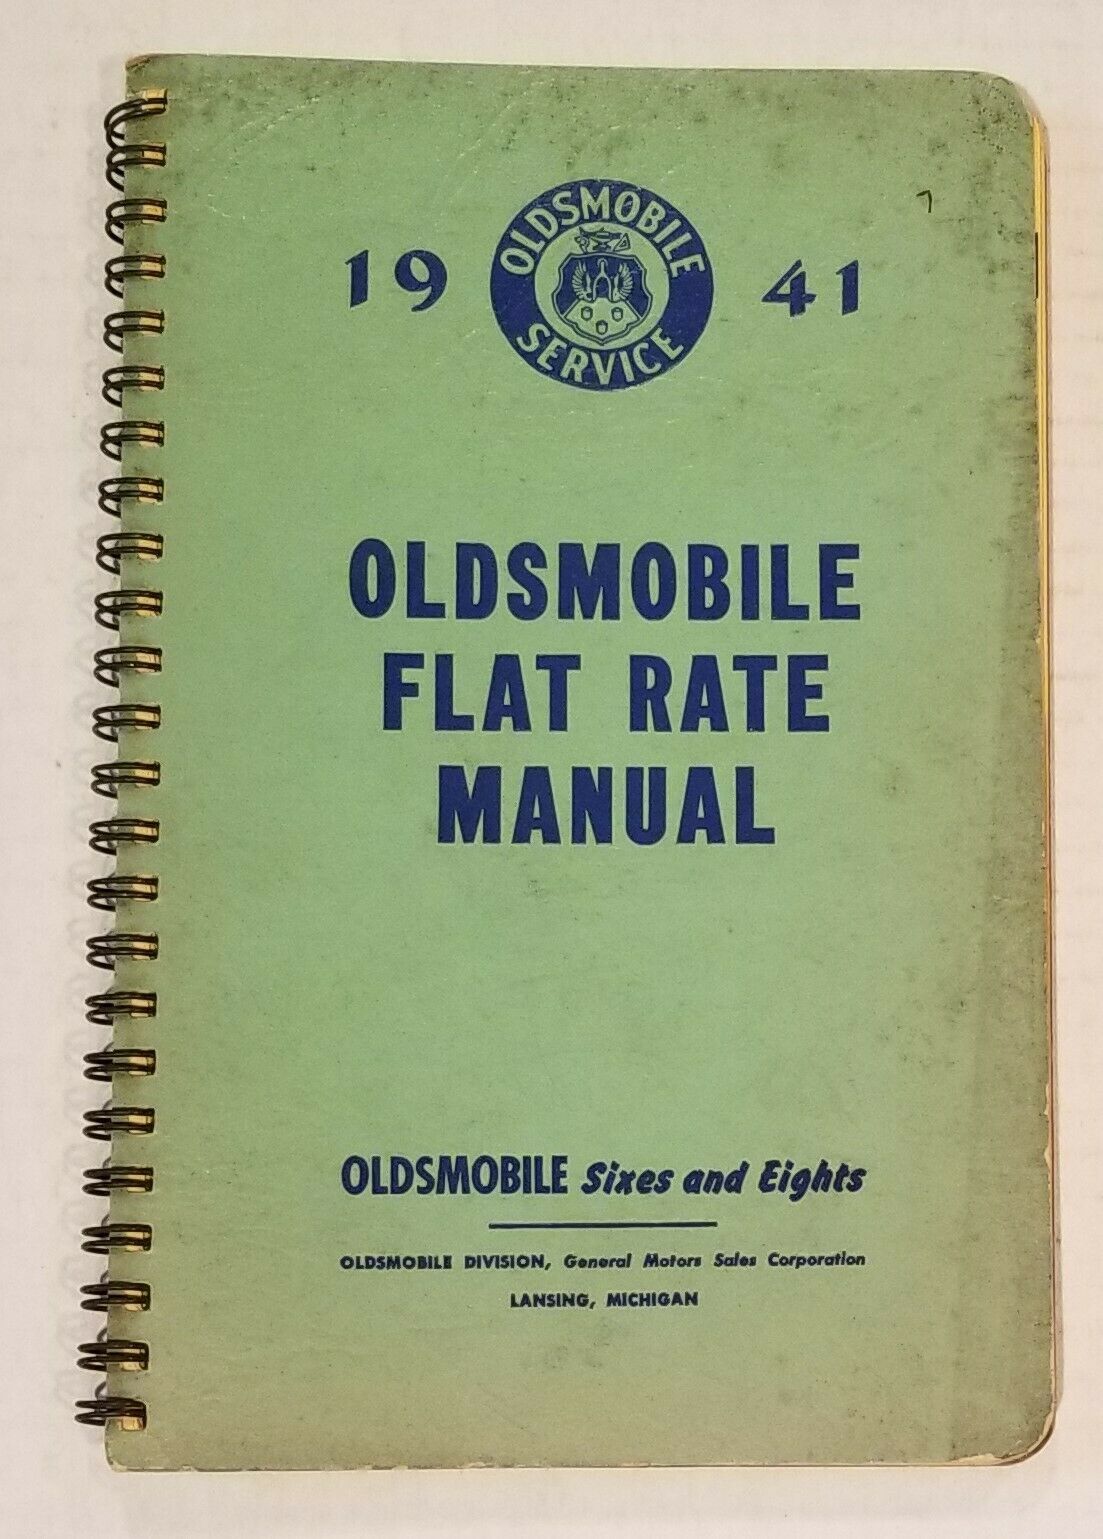 OLDSMOBILE
19 41
SERVICE
OLDSMOBILE
FLAT RATE
MANUAL
OLDSMOBILE Sixes and Eights
OLDSMOBILE DIVISION, General Motors Sales Corporation
LANSING, MICHIGAN